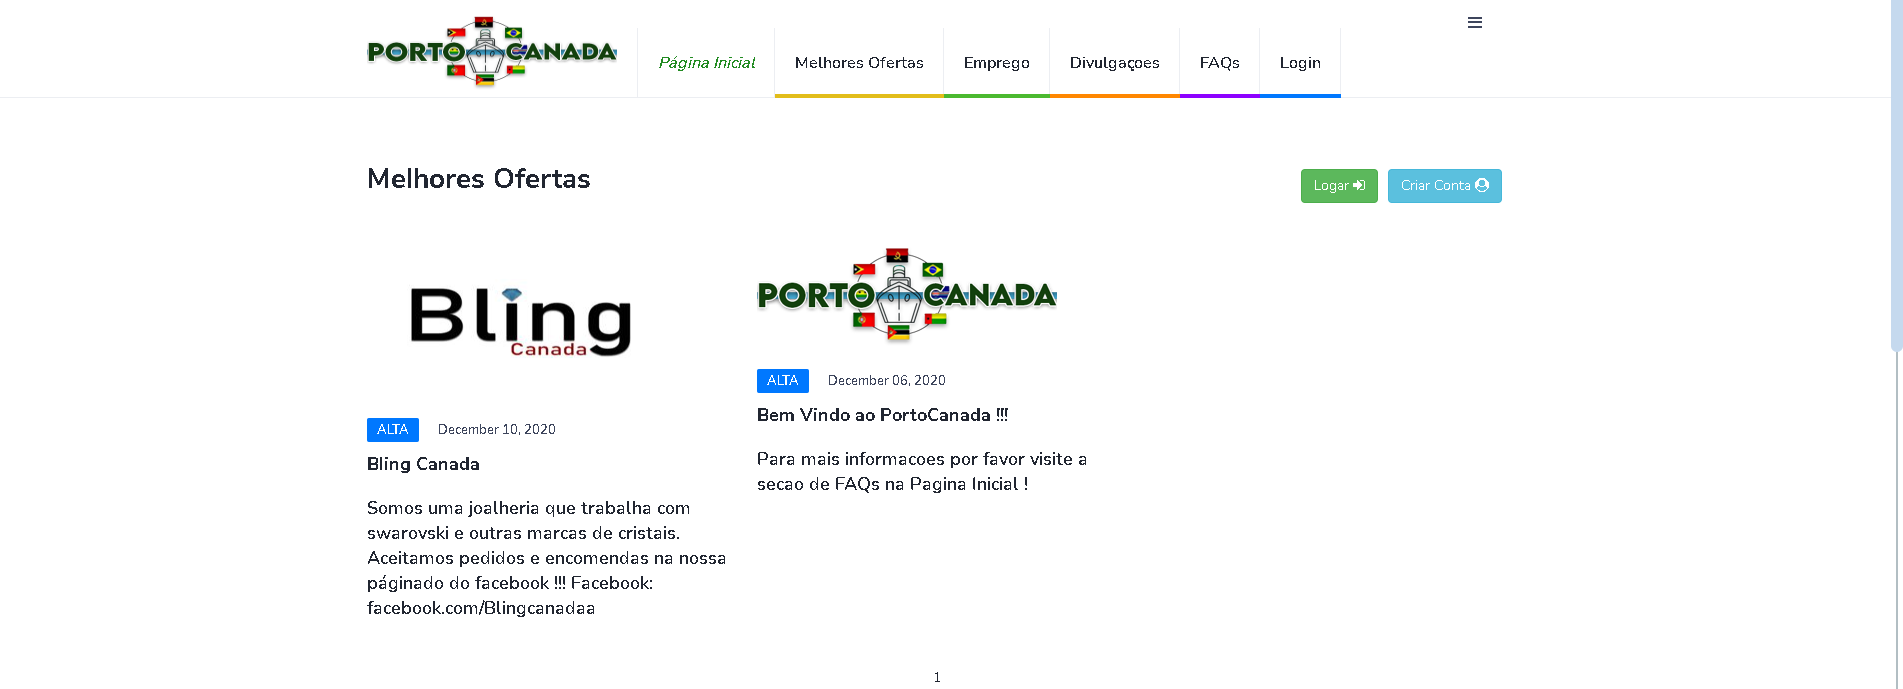 PORTO CANADA
Página Inicial
Melhores Ofertas
Emprego
Divulgaçoes
FAQs
Login
Melhores Ofertas
Logar
Criar Conta
Bling
Canada
ALTA
December 10, 2020
Bling Canada
Somos uma joalheria que trabalha com
swarovski e outras marcas de cristais.
Aceitamos pedidos e encomendas na nossa
páginado do facebook !!! Facebook:
facebook.com/Blingcanadaa
PORTO CANADA
ALTA
December 06, 2020
Bem Vindo ao PortoCanada !!!
Para mais informacoes por favor visite a
secao de FAQs na Pagina Inicial !
1